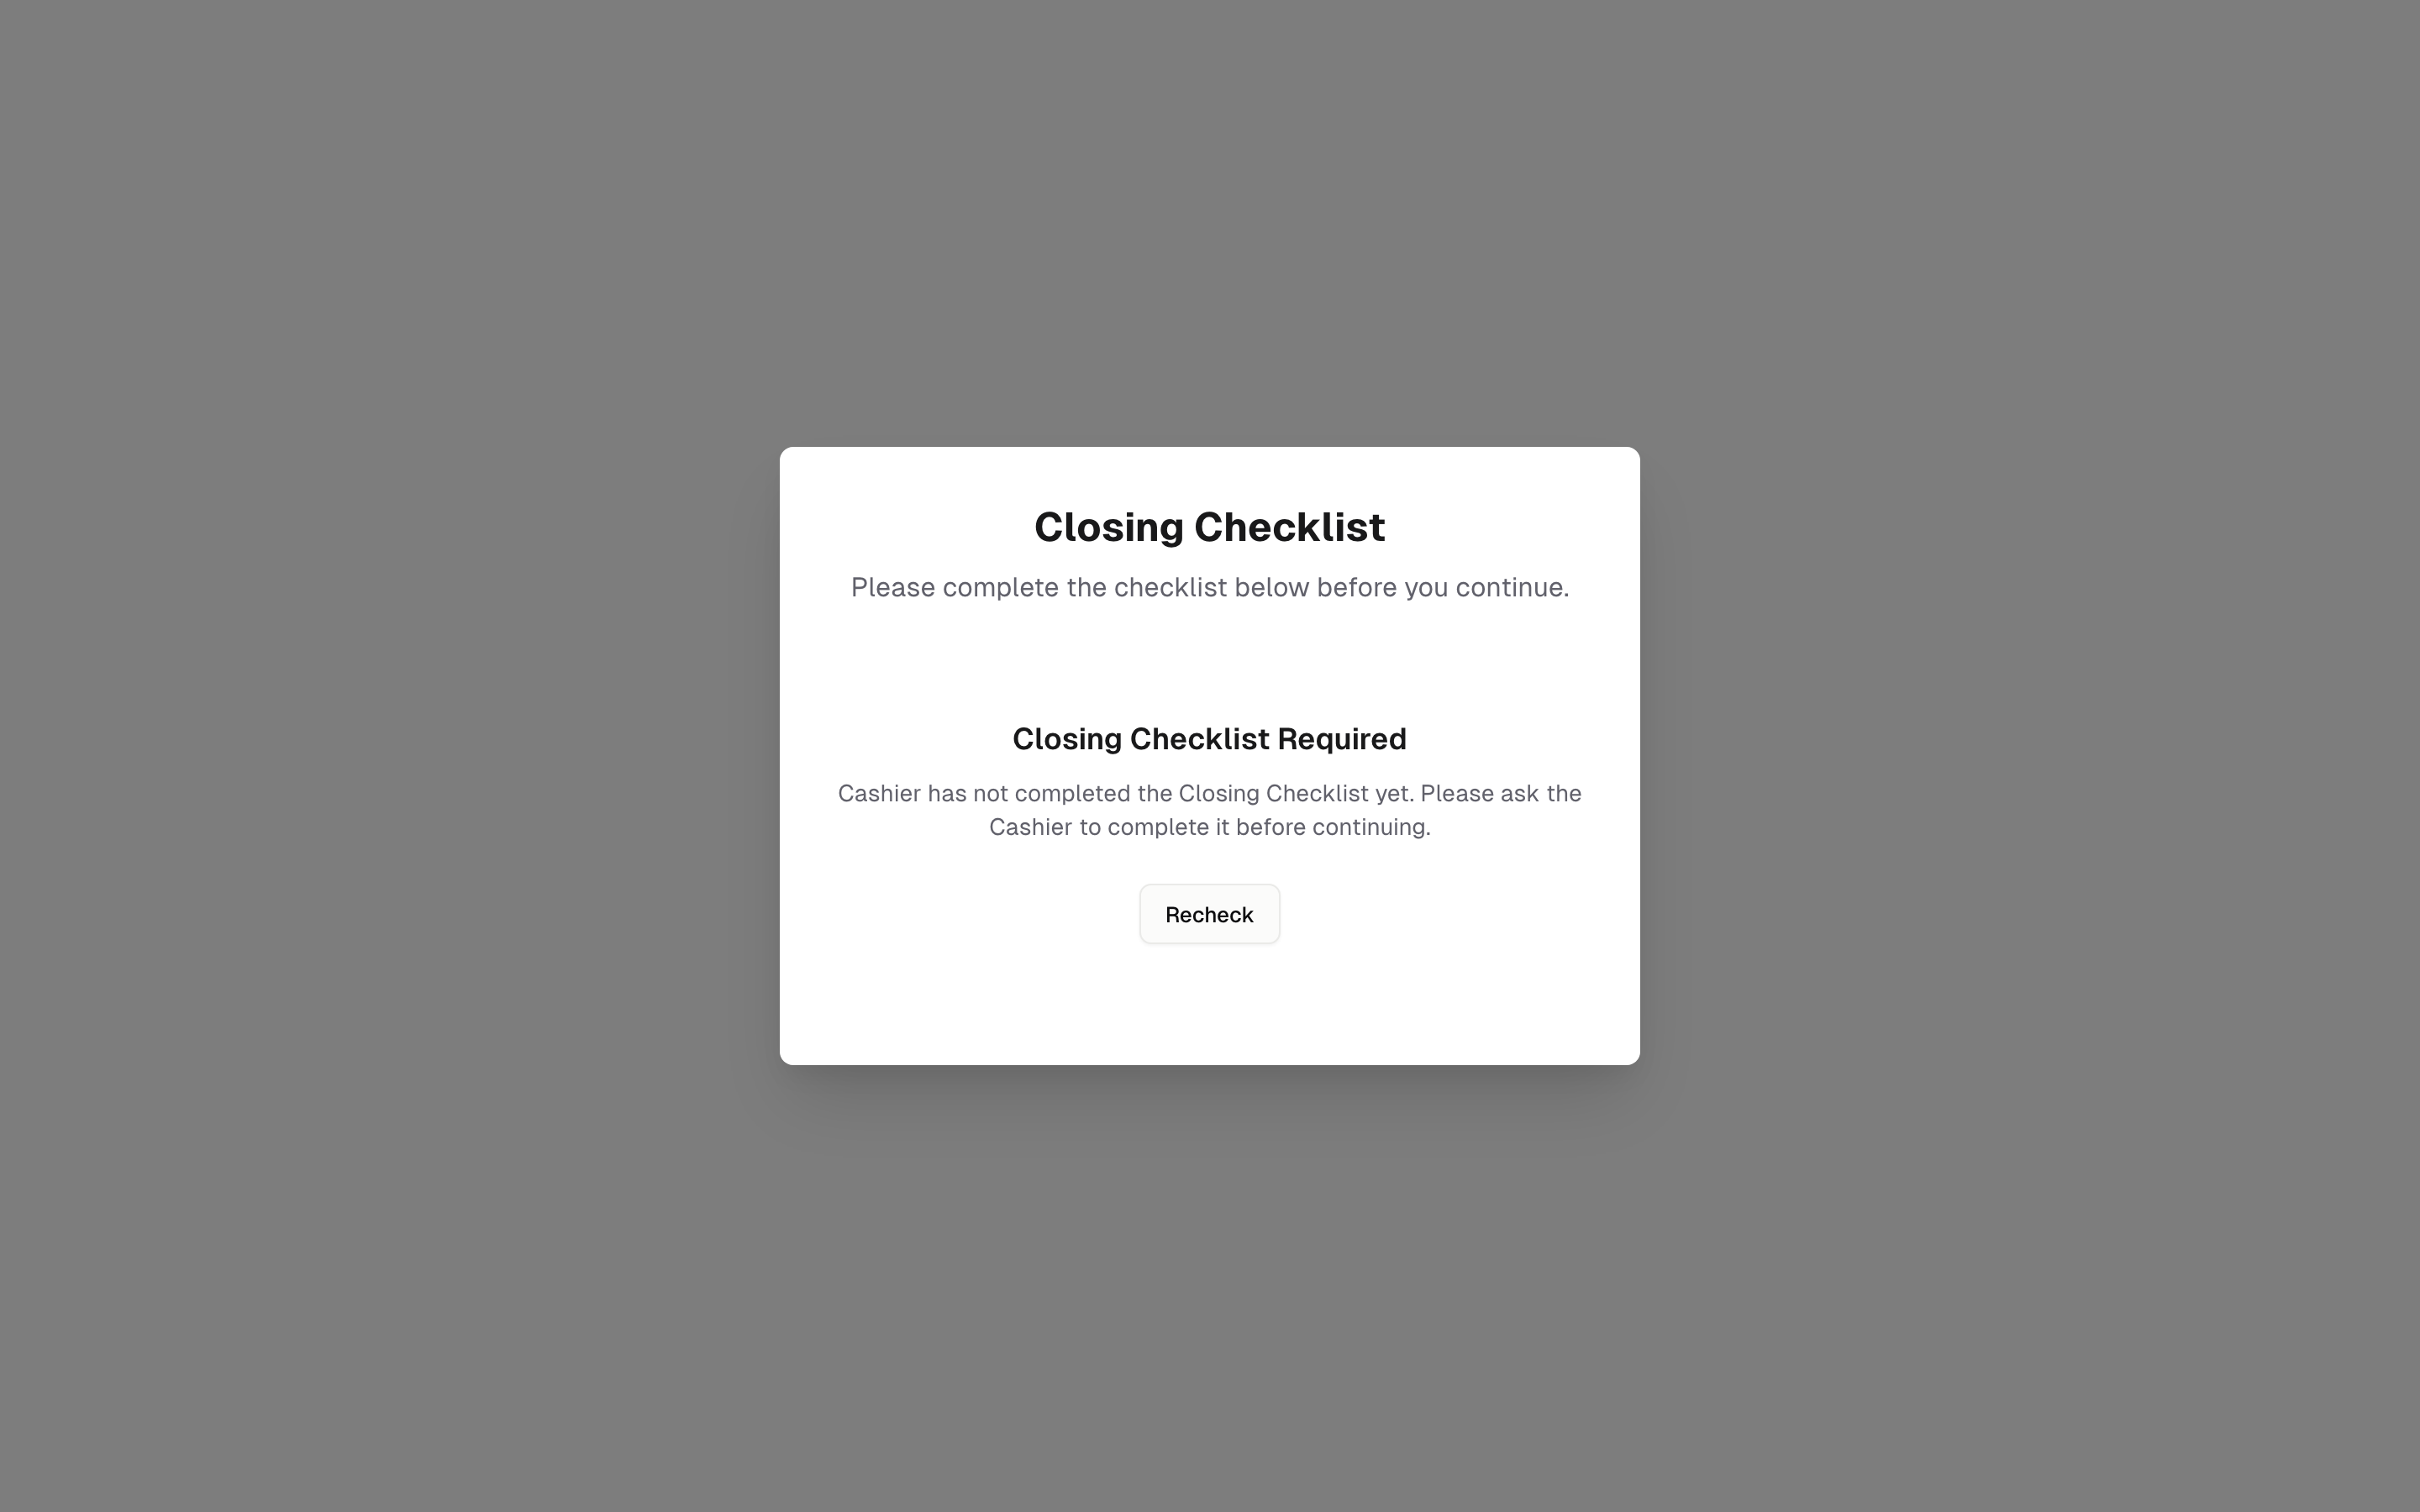 Closing Checklist
Please complete the checklist below before you continue.
Closing Checklist Required
Cashier has not completed the Closing Checklist yet. Please ask the
Cashier to complete it before continuing.
Recheck